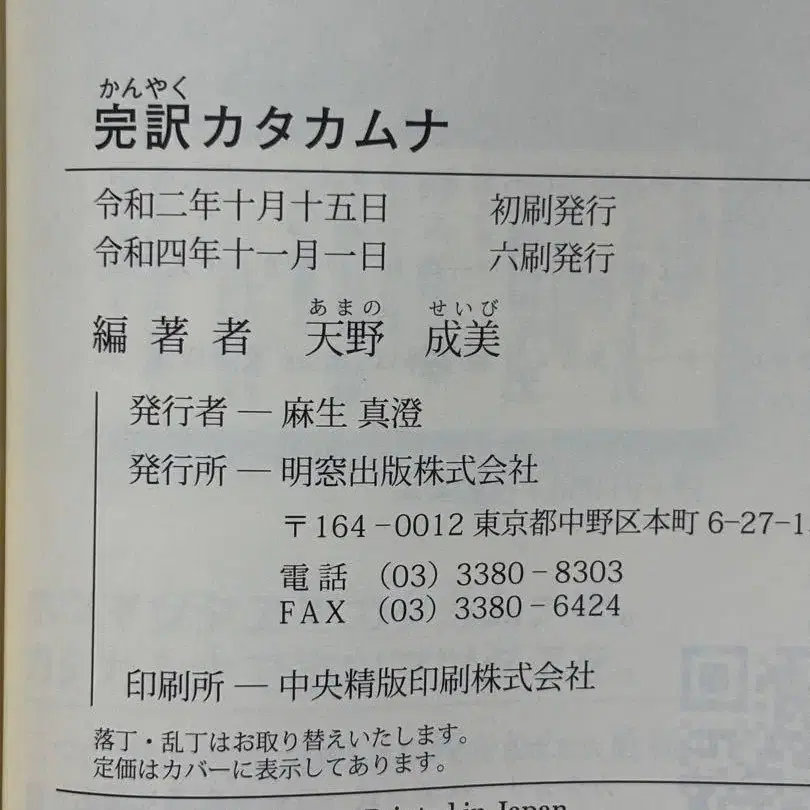 かんやく
完訳カタカムナ
令和二年十月十五日　初刷発行
令和四年十一月一日　六刷発行
あまの　せいび
編著者　天野　成美
発行者 ― 麻生 真澄
発行所 ― 明窓出版株式会社
〒164-0012 東京都中野区本町 6-27-1
電話 (03) 3380-8303
FAX (03) 3380-6424
印刷所 ― 中央精版印刷株式会社
落丁・乱丁はお取り替えいたします。
定価はカバーに表示してあります。
in Japan